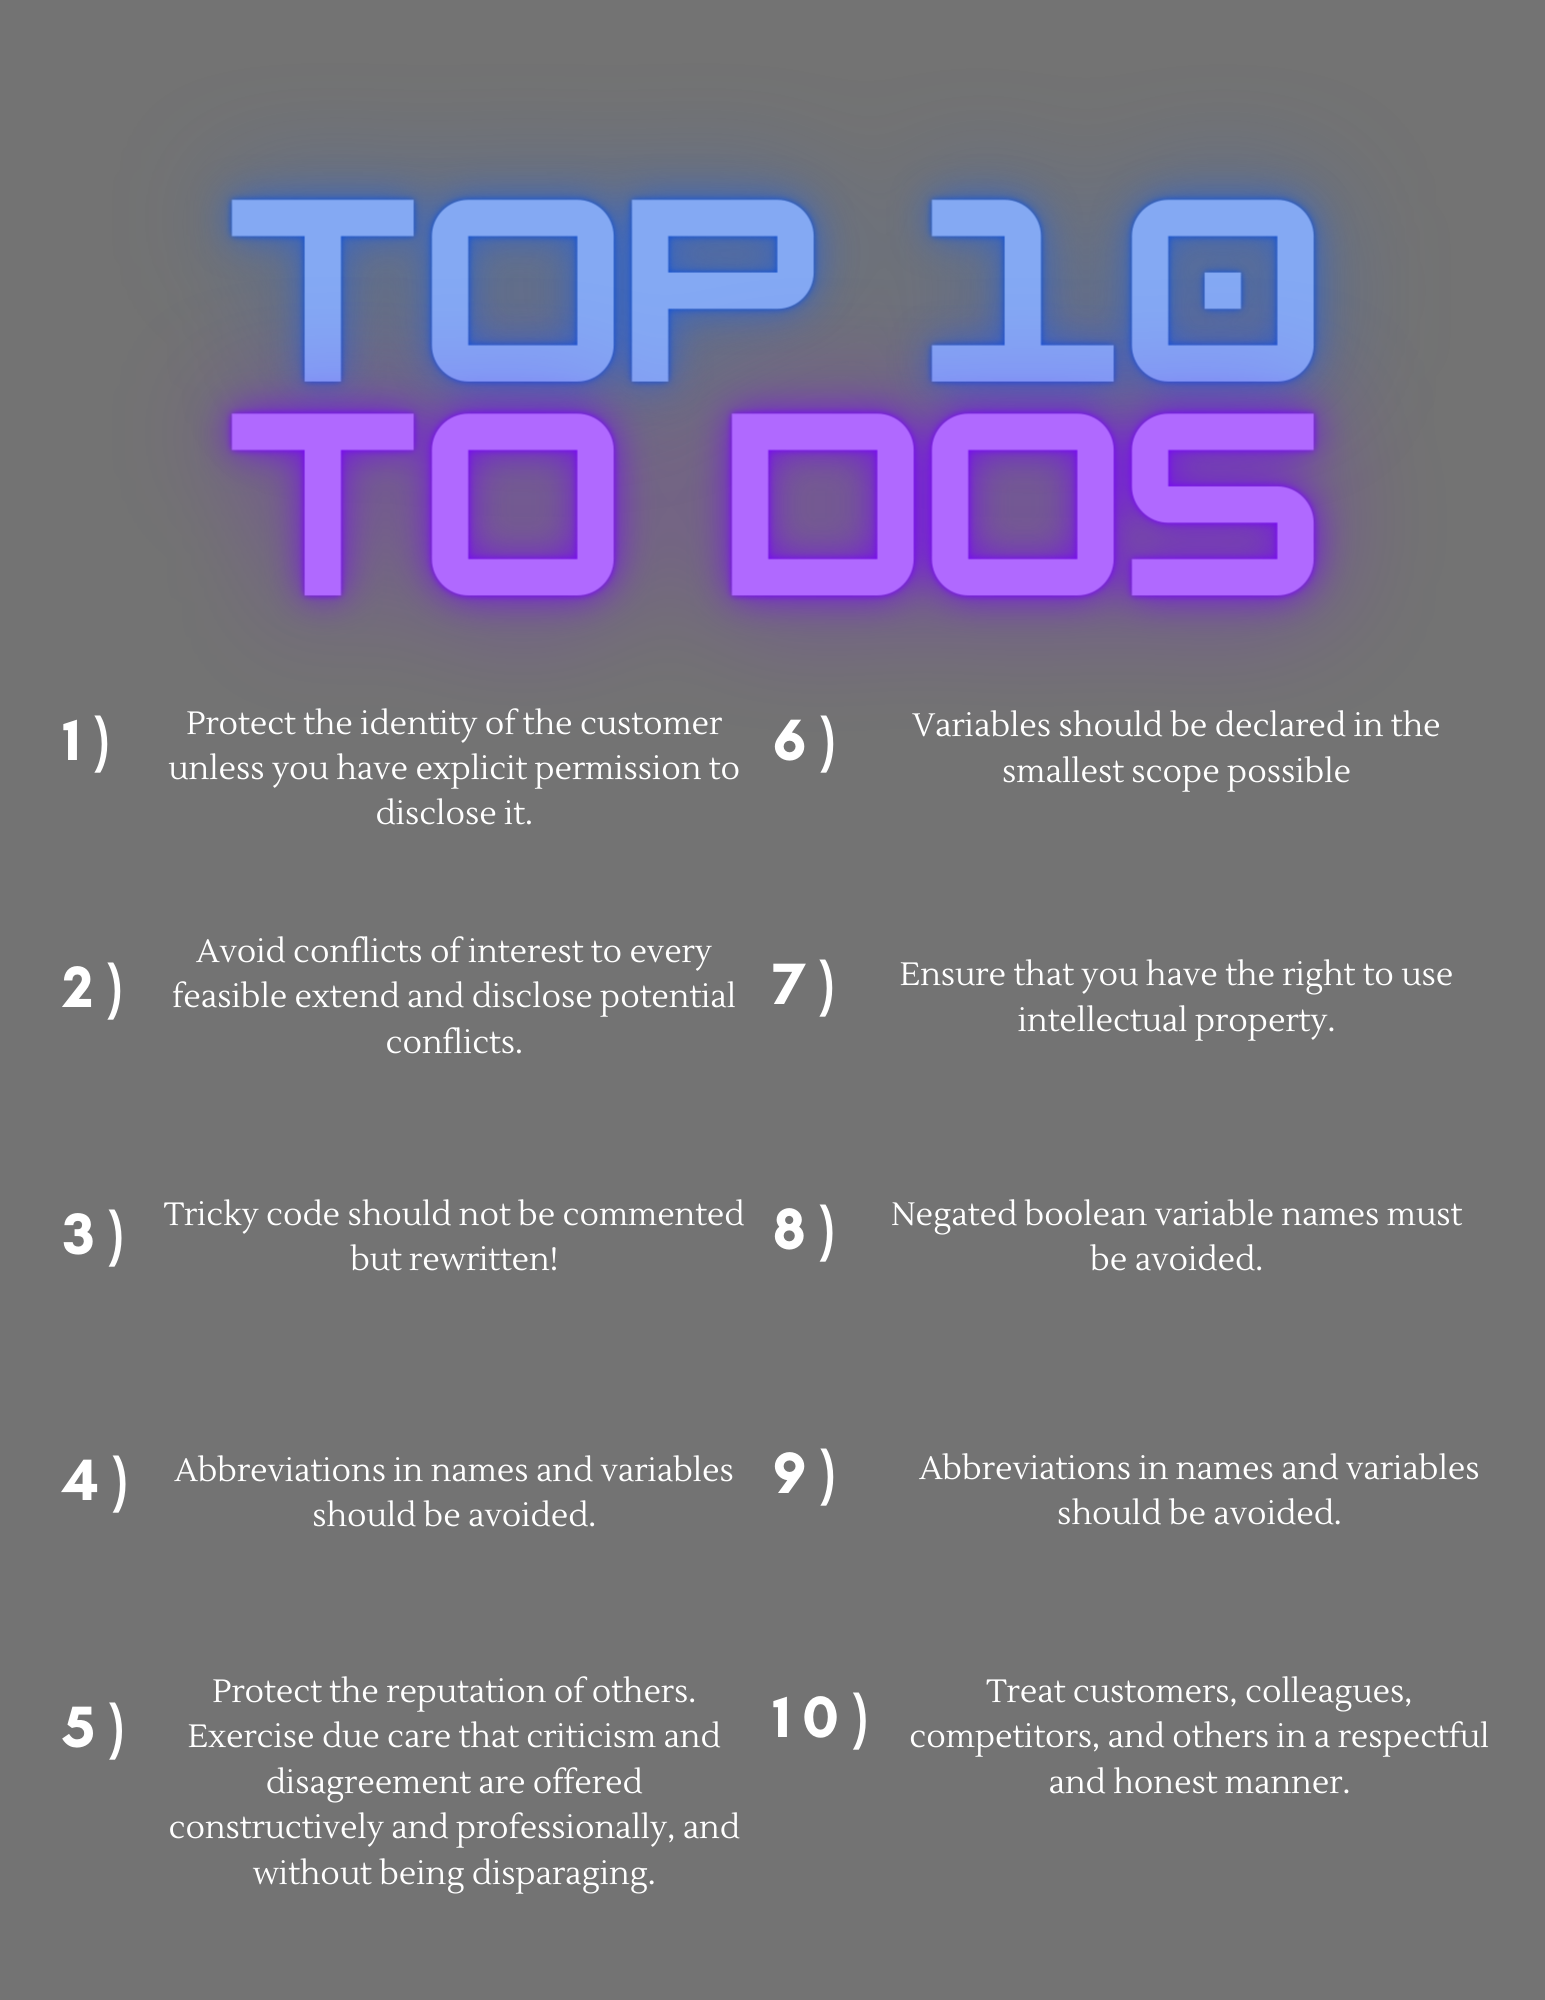 TOP 10
TO DOS
1)
Protect the identity of the customer
unless you have explicit permission to
disclose it.
2)
Avoid conflicts of interest to every
feasible extend and disclose potential
conflicts.
3)
Tricky code should not be commented
but rewritten!
4)
Abbreviations in names and variables
should be avoided.
5)
Protect the reputation of others.
Exercise due care that criticism and
disagreement are offered
constructively and professionally, and
without being disparaging.
6)
Variables should be declared in the
smallest scope possible
7)
Ensure that you have the right to use
intellectual property.
8)
Negated boolean variable names must
be avoided.
9)
Abbreviations in names and variables
should be avoided.
10)
Treat customers, colleagues,
competitors, and others in a respectful
and honest manner.